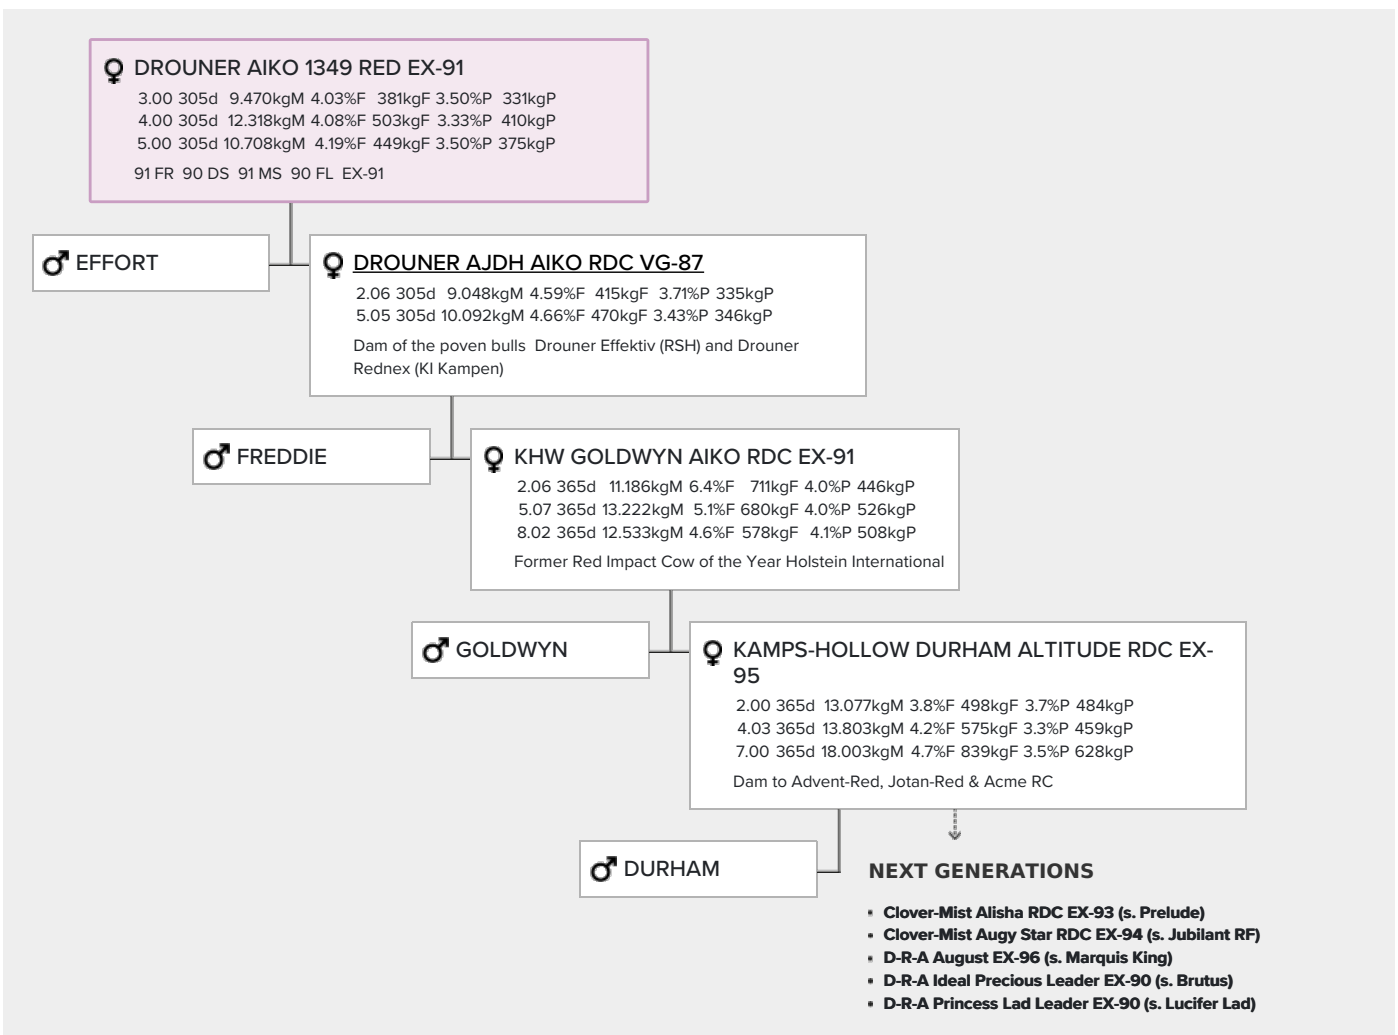 DROUNER AIKO 1349 RED EX-91
3.00 305d 9.470kgM 4.03%F 381kgF 3.50%P 331kgP
4.00 305d 12.318kgM 4.08%F 503kgF 3.33%P 410kgP
5.00 305d 10.708kgM 4.19%F 449kgF 3.50%P 375kgP
91 FR 90 DS 91 MS 90 FL EX-91
EFFORT
DROUNER AJDH AIKO RDC VG-87
2.06 305d 9.048kgM 4.59%F 415kgF 3.71%P 335kgP
5.05 305d 10.092kgM 4.66%F 470kgF 3.43%P 346kgP
Dam of the poven bulls Drouner Effektiv (RSH) and Drouner
Rednex (KI Kampen)
FREDDIE
KHW GOLDWYN AIKO RDC EX-91
2.06 365d 11.186kgM 6.4%F 711kgF 4.0%P 446kgP
5.07 365d 13.222kgM 5.1%F 680kgF 4.0%P 526kgP
8.02 365d 12.533kgM 4.6%F 578kgF 4.1%P 508kgP
Former Red Impact Cow of the Year Holstein International
GOLDWYN
KAMPS-HOLLOW DURHAM ALTITUDE RDC EX-
95
2.00 365d 13.077kgM 3.8%F 498kgF 3.7%P 484kgP
4.03 365d 13.803kgM 4.2%F 575kgF 3.3%P 459kgP
7.00 365d 18.003kgM 4.7%F 839kgF 3.5%P 628kgP
Dam to Advent-Red, Jotan-Red & Acme RC
DURHAM
NEXT GENERATIONS
Clover-Mist Alisha RDC EX-93 (s. Prelude)
Clover-Mist Augy Star RDC EX-94 (s. Jubilant RF)
D-R-A August EX-96 (s. Marquis King)
D-R-A Ideal Precious Leader EX-90 (s. Brutus)
D-R-A Princess Lad Leader EX-90 (s. Lucifer Lad)